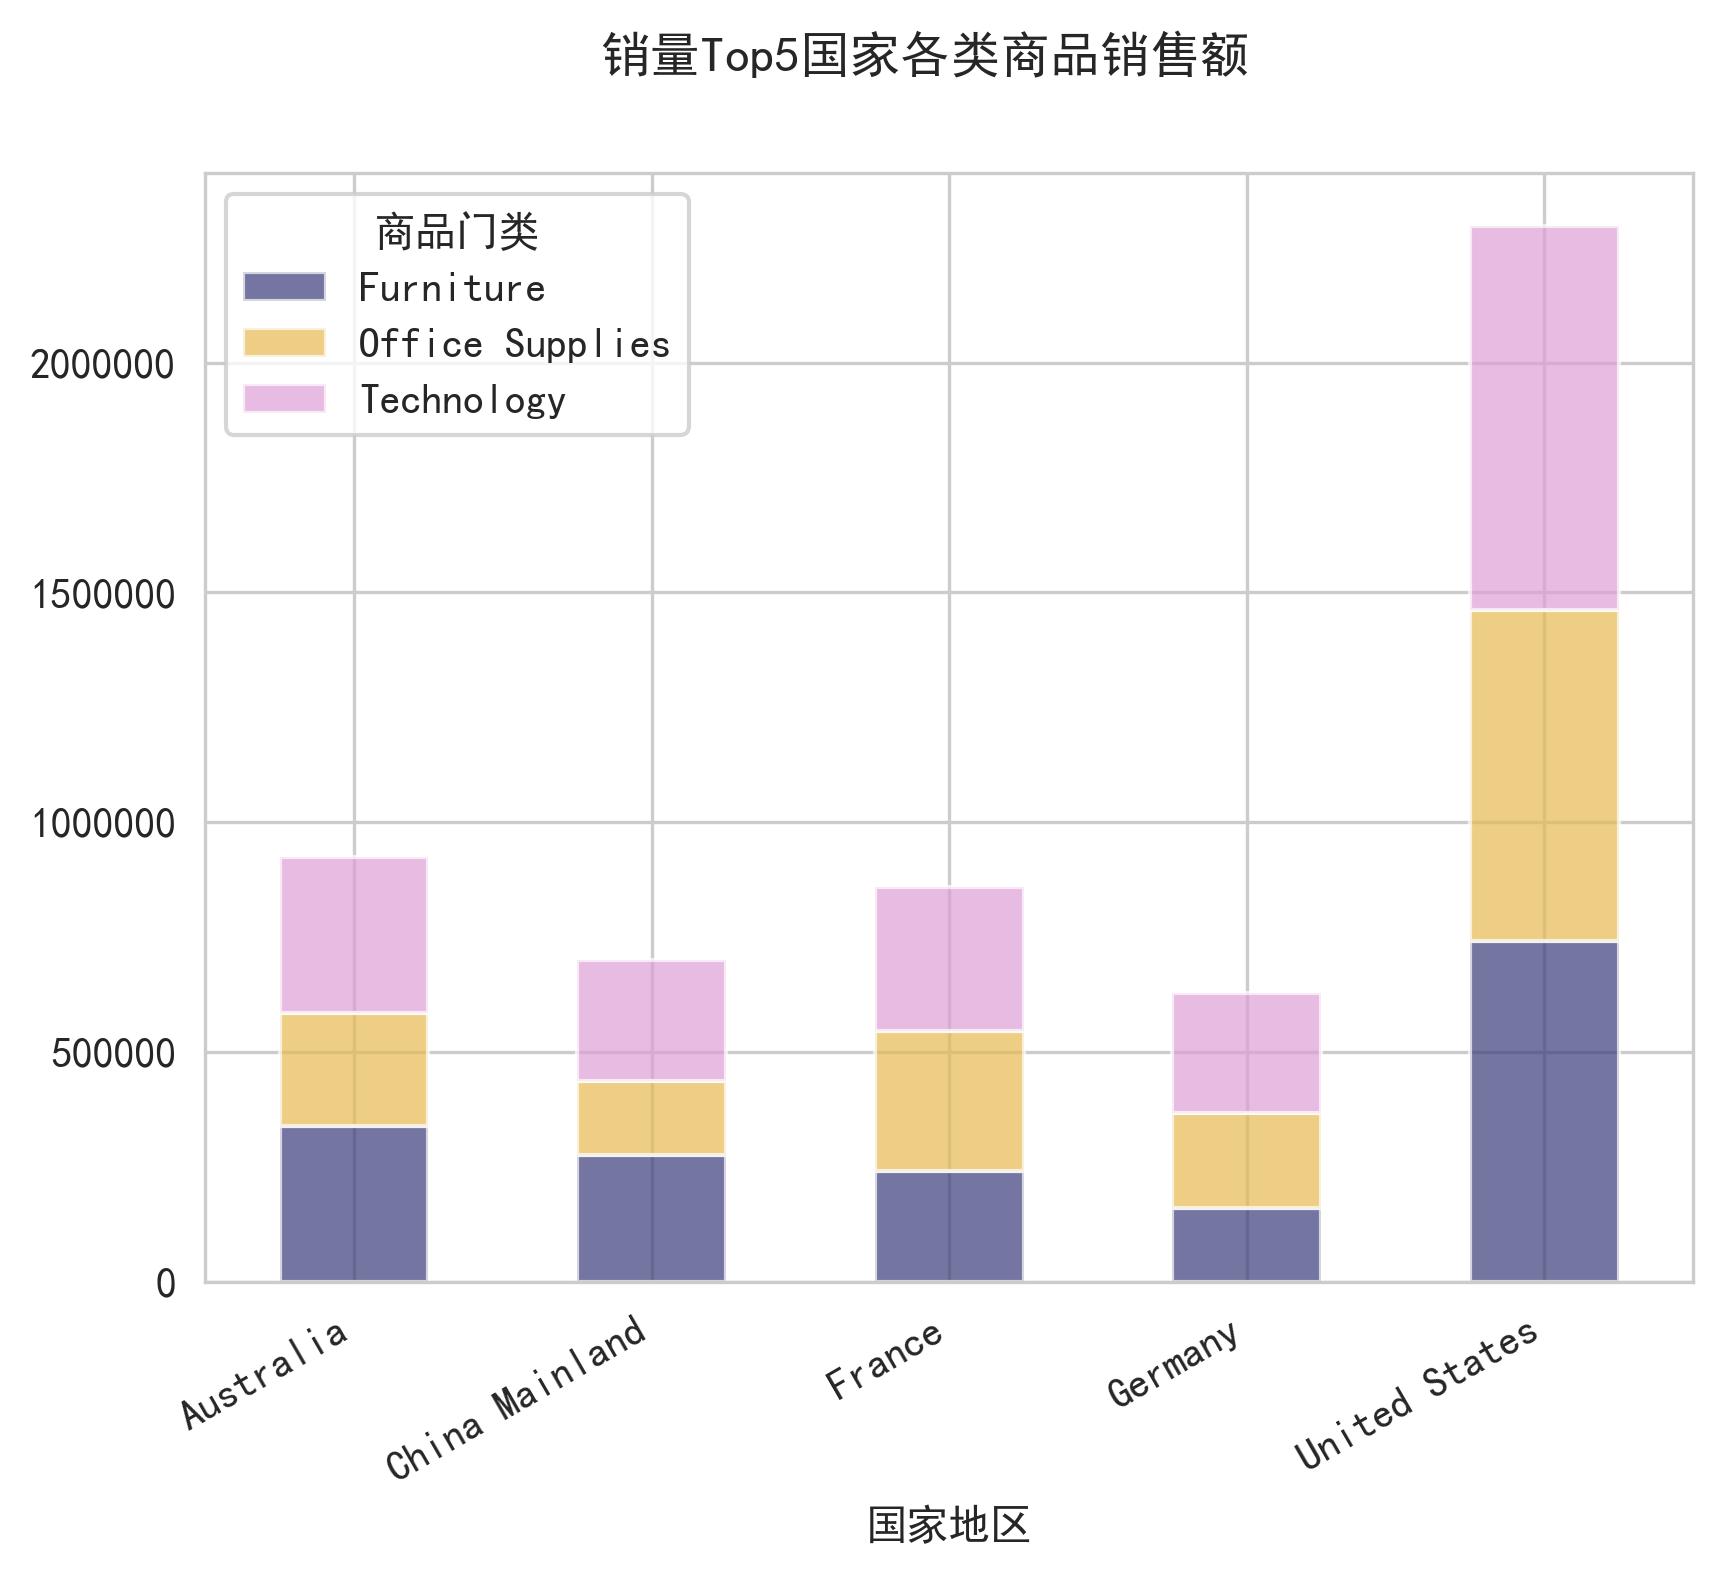 销量Top5国家各类商品销售额
商品门类
Furniture
Office Supplies
Technology
2000000
1500000
1000000
500000
0
Australia
China Mainland
France
Germany
United States
国家地区